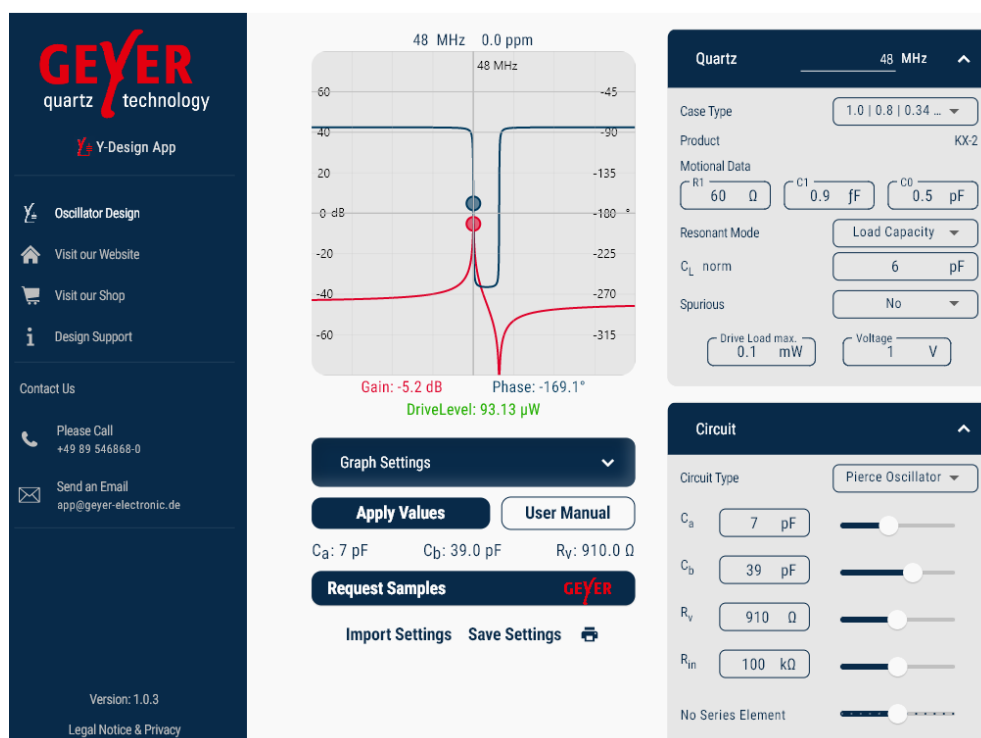 GEYER
quartz technology
Y-Design App
Oscillator Design
Visit our Website
Visit our Shop
Design Support
Contact Us
Please Call
+49 89 546868-0
Send an Email
app@geyer-electronic.de
Version: 1.0.3
Legal Notice & Privacy
48 MHz 0.0 ppm
48 MHz
60 -45
40 -90
20 -135
0 dB -180 °
-20 -225
-40 -270
-60 -315
Gain: -5.2 dB Phase: -169.1°
DriveLevel: 93.13 µW
Graph Settings
Apply Values User Manual
Ca: 7 pF Cb: 39.0 pF RV: 910.0 Ω
Request Samples GEYER
Import Settings Save Settings
Quartz 48 MHz
Case Type 1.0 | 0.8 | 0.34 ...
Product KX-2
Motional Data
R1 C1 C0
60 Ω 0.9 fF 0.5 pF
Resonant Mode Load Capacity
CL norm 6 pF
Spurious No
Drive Load max. Voltage
0.1 mW 1 V
Circuit
Circuit Type Pierce Oscillator
Ca 7 pF
Cb 39 pF
Rv 910 Ω
Rin 100 kΩ
No Series Element